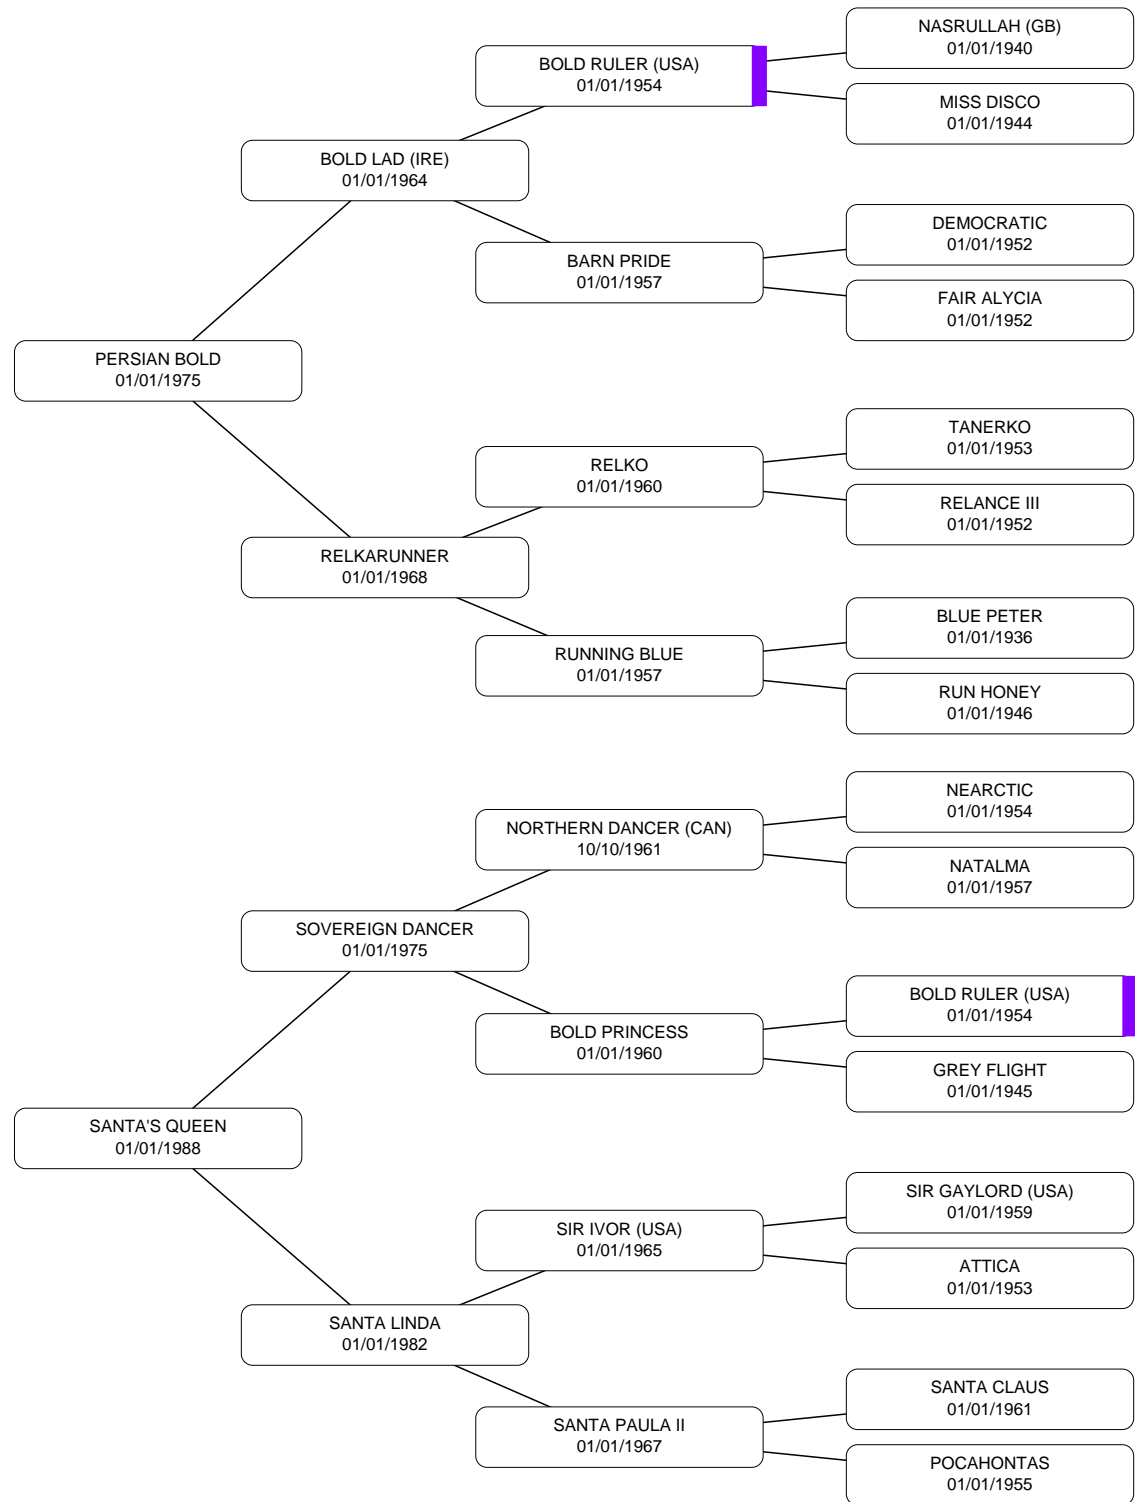 NASRULLAH (GB)
01/01/1940
BOLD RULER (USA)
01/01/1954
MISS DISCO
01/01/1944
BOLD LAD (IRE)
01/01/1964
DEMOCRATIC
01/01/1952
BARN PRIDE
01/01/1957
FAIR ALYCIA
01/01/1952
PERSIAN BOLD
01/01/1975
TANERKO
01/01/1953
RELKO
01/01/1960
RELANCE III
01/01/1952
RELKARUNNER
01/01/1968
BLUE PETER
01/01/1936
RUNNING BLUE
01/01/1957
RUN HONEY
01/01/1946
NEARCTIC
01/01/1954
NORTHERN DANCER (CAN)
10/10/1961
NATALMA
01/01/1957
SOVEREIGN DANCER
01/01/1975
BOLD RULER (USA)
01/01/1954
BOLD PRINCESS
01/01/1960
GREY FLIGHT
01/01/1945
SANTA'S QUEEN
01/01/1988
SIR GAYLORD (USA)
01/01/1959
SIR IVOR (USA)
01/01/1965
ATTICA
01/01/1953
SANTA LINDA
01/01/1982
SANTA CLAUS
01/01/1961
SANTA PAULA II
01/01/1967
POCAHONTAS
01/01/1955